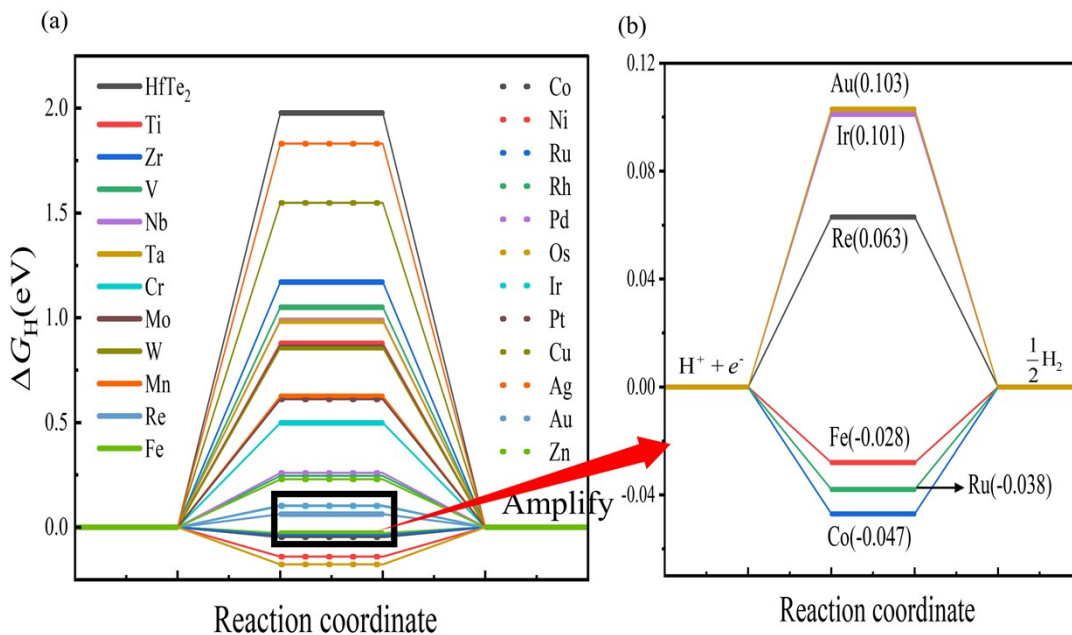 (a)
ΔG_H(eV)
2.0
1.5
1.0
0.5
0.0
HfTe₂
Ti
Zr
V
Nb
Ta
Cr
Mo
W
Mn
Re
Fe
Co
Ni
Ru
Rh
Pd
Os
Ir
Pt
Cu
Ag
Au
Zn
Amplify
Reaction coordinate
(b)
0.12
0.08
0.04
0.00
-0.04
Au(0.103)
Ir(0.101)
Re(0.063)
H⁺ + e⁻
½H₂
Fe(-0.028)
Ru(-0.038)
Co(-0.047)
Reaction coordinate